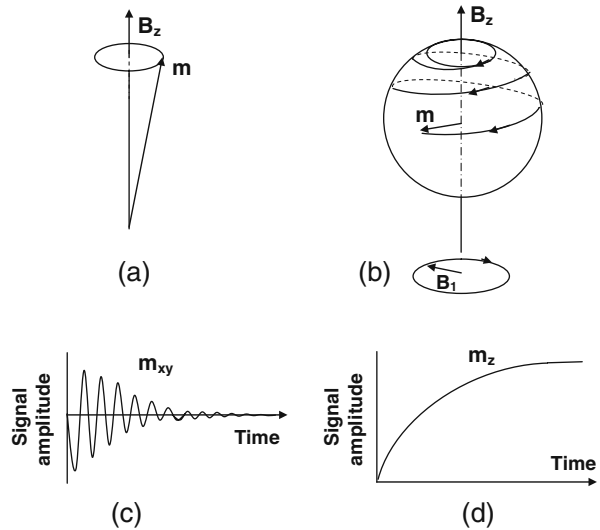 B_z
m
(a)
B_z
m
B_1
(b)
Signal amplitude
m_xy
Time
(c)
Signal amplitude
m_z
Time
(d)